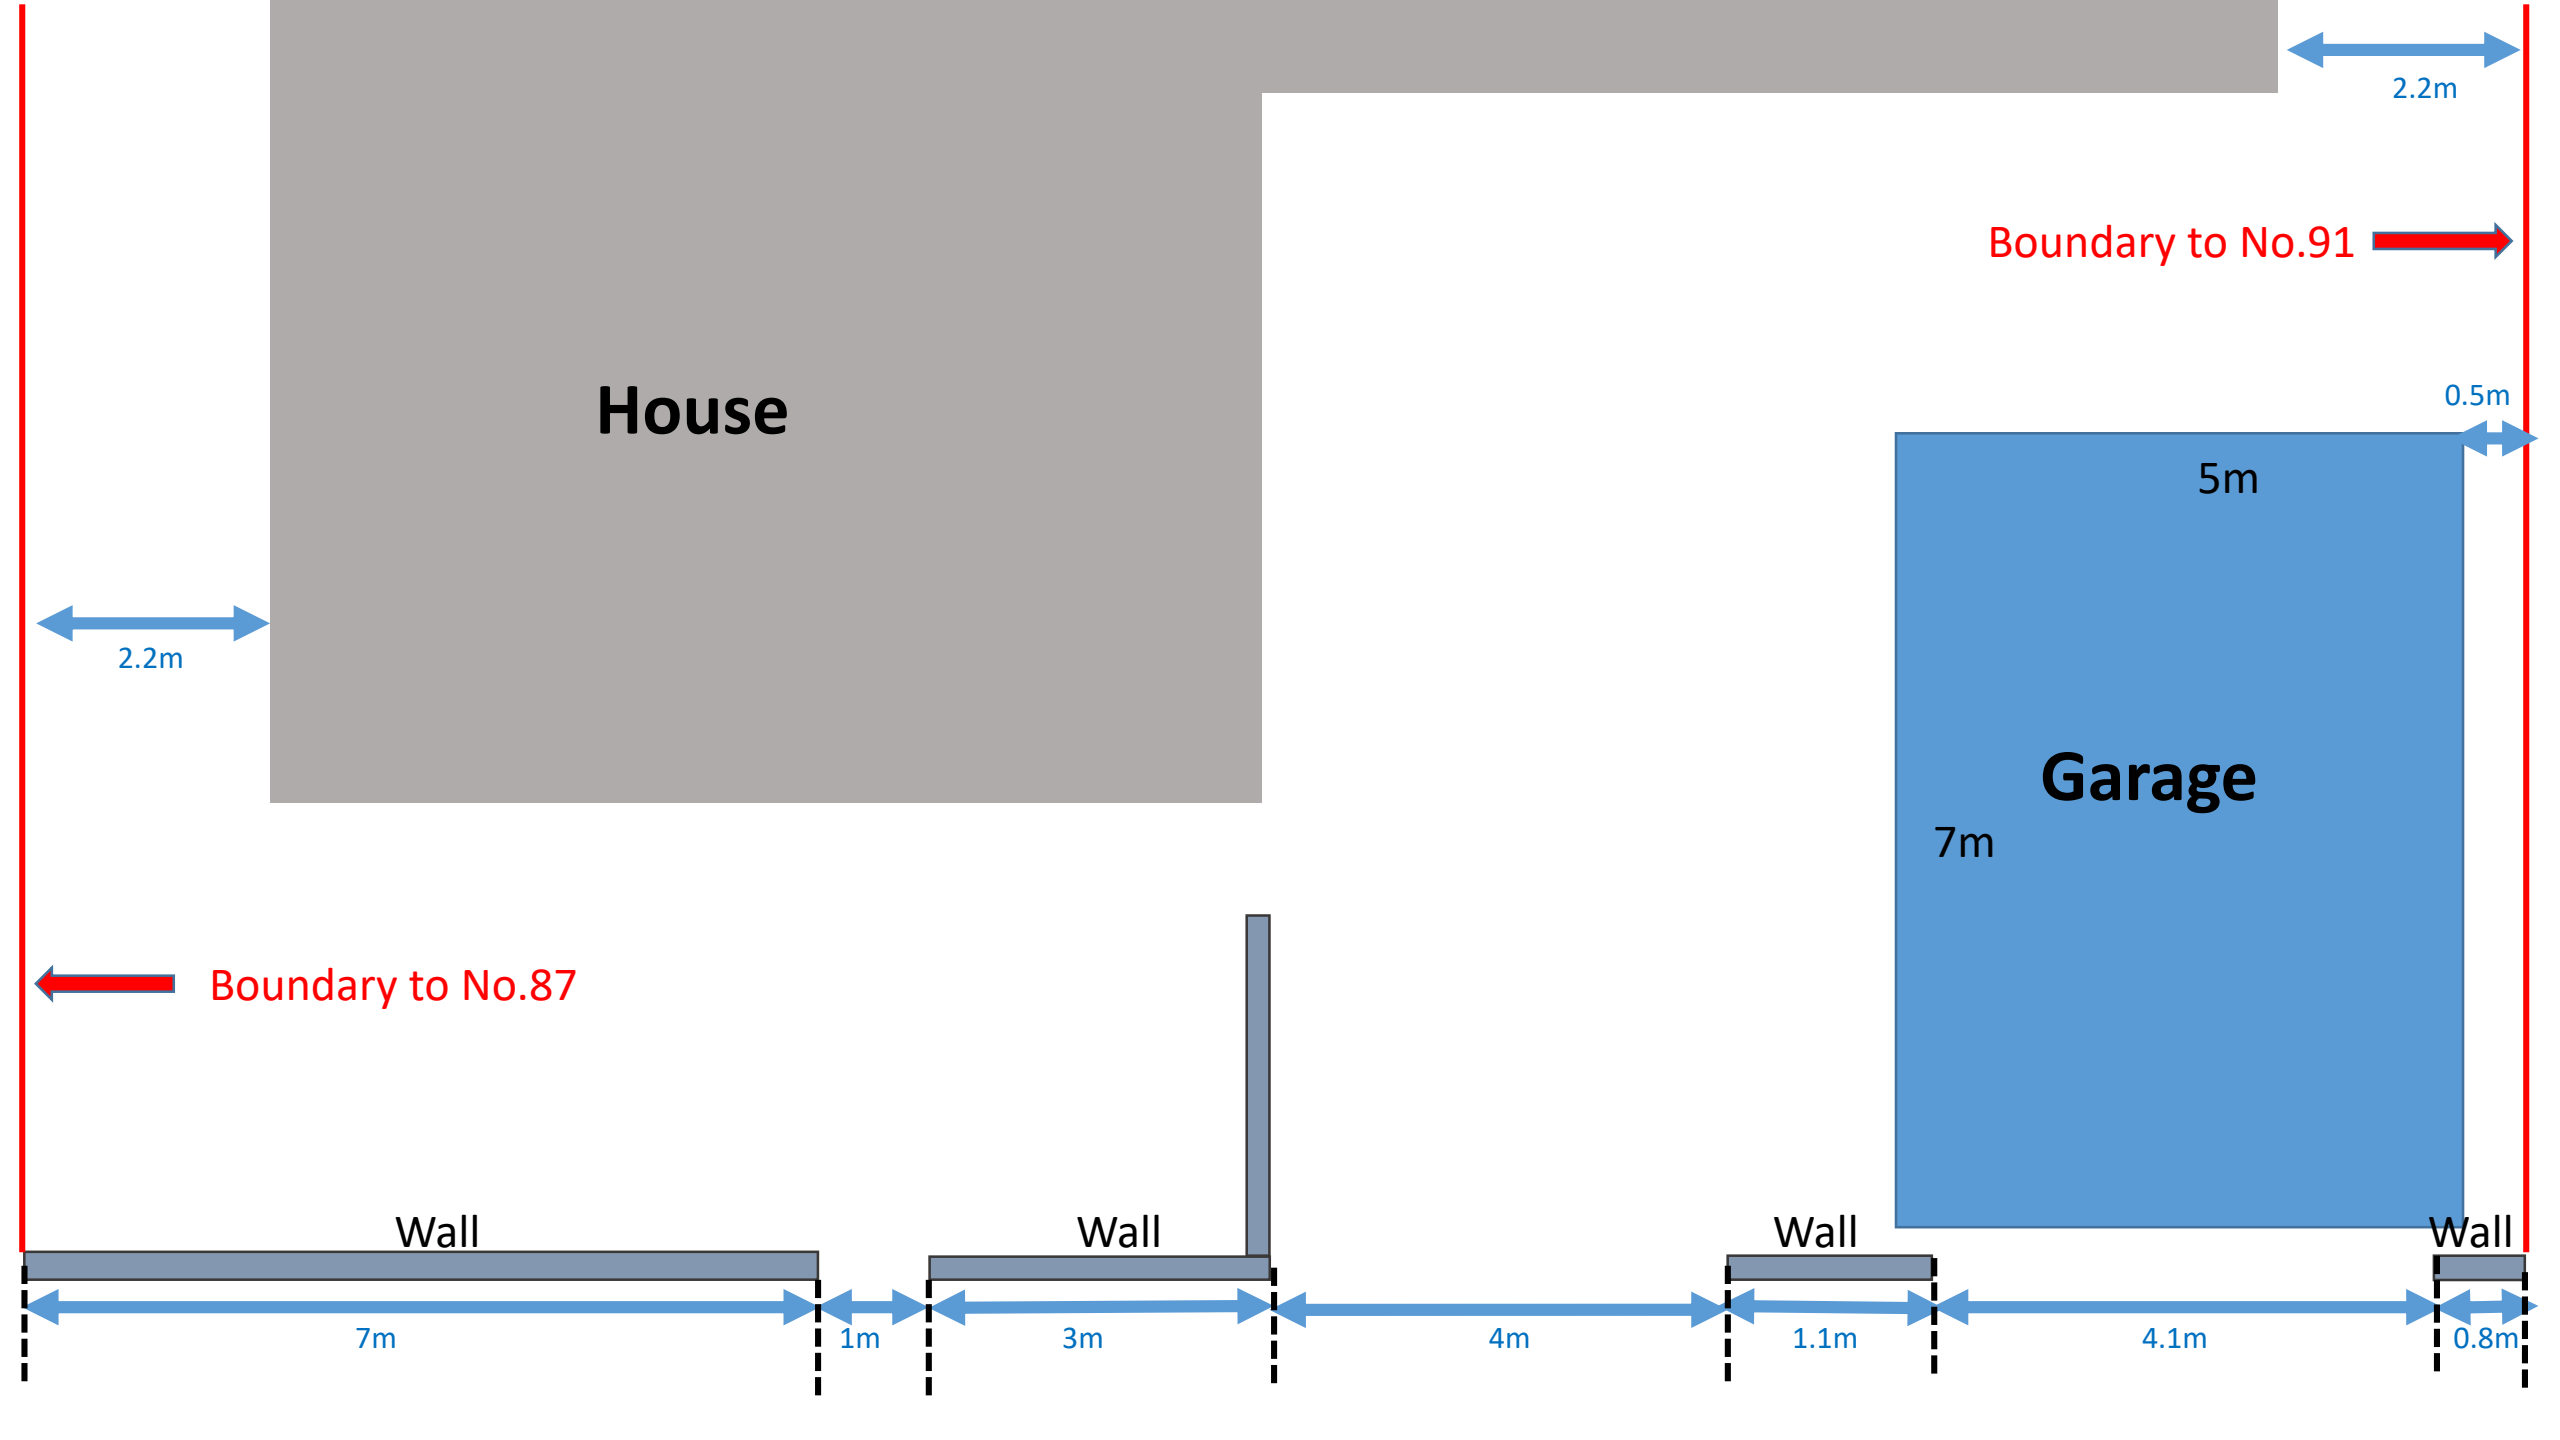 2.2m
Boundary to No.91
0.5m
House
5m
2.2m
Garage
7m
Boundary to No.87
Wall
Wall
Wall
Wall
7m
1m
3m
4m
1.1m
4.1m
0.8m